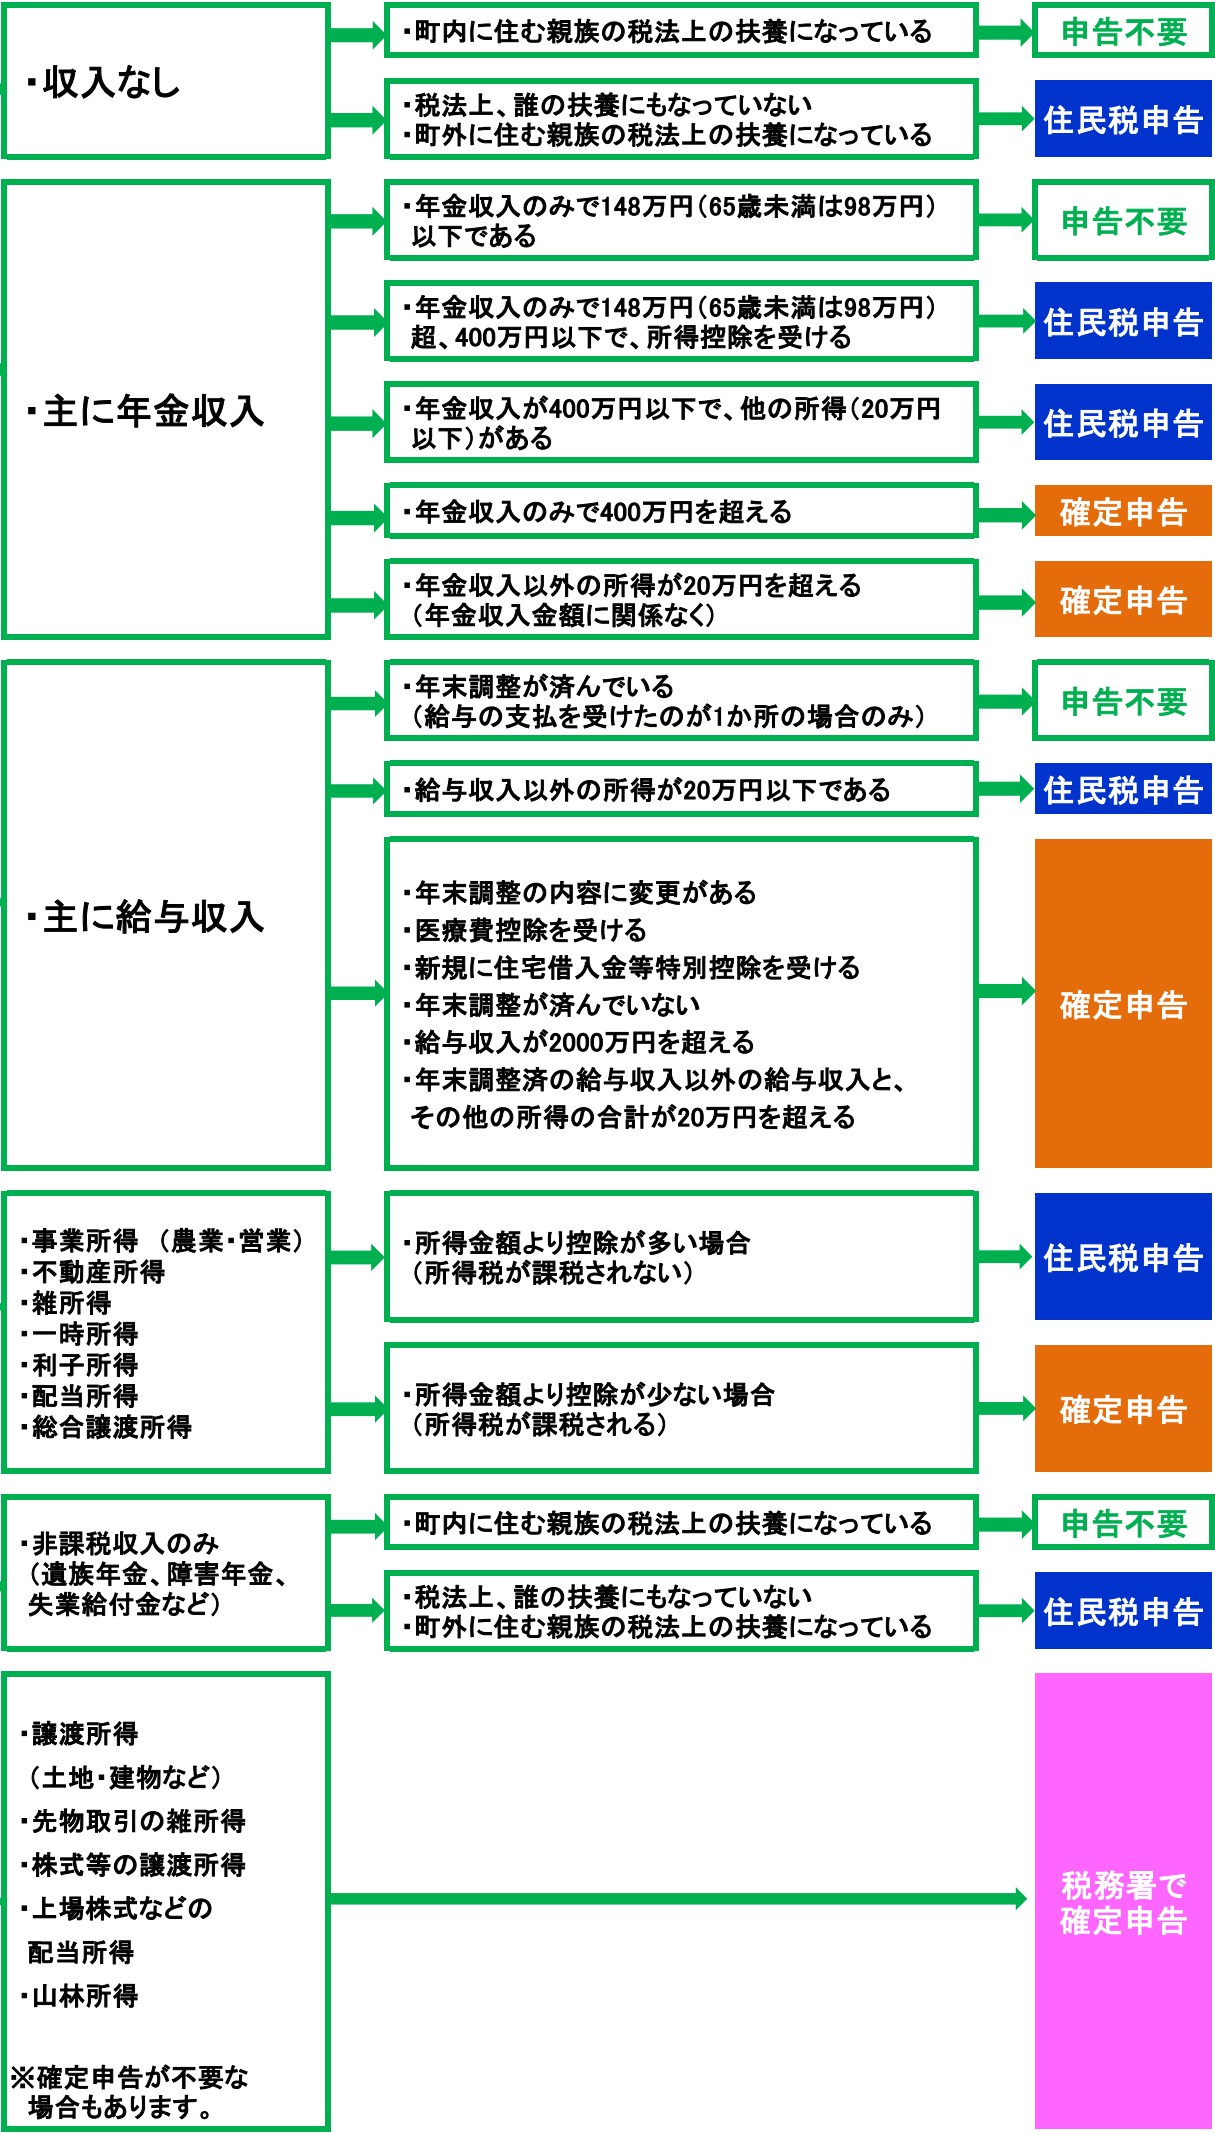 ・収入なし
・町内に住む親族の税法上の扶養になっている
申告不要
・税法上、誰の扶養にもなっていない
・町外に住む親族の税法上の扶養になっている
住民税申告
・主に年金収入
・年金収入のみで148万円（65歳未満は98万円）
以下である
申告不要
・年金収入のみで148万円（65歳未満は98万円）
超、400万円以下で、所得控除を受ける
住民税申告
・年金収入が400万円以下で、他の所得（20万円
以下）がある
住民税申告
・年金収入のみで400万円を超える
確定申告
・年金収入以外の所得が20万円を超える
（年金収入金額に関係なく）
確定申告
・主に給与収入
・年末調整が済んでいる
（給与の支払を受けたのが1か所の場合のみ）
申告不要
・給与収入以外の所得が20万円以下である
住民税申告
・年末調整の内容に変更がある
・医療費控除を受ける
・新規に住宅借入金等特別控除を受ける
・年末調整が済んでいない
・給与収入が2000万円を超える
・年末調整済の給与収入以外の給与収入と、
その他の所得の合計が20万円を超える
確定申告
・事業所得　（農業・営業）
・不動産所得
・雑所得
・一時所得
・利子所得
・配当所得
・総合譲渡所得
・所得金額より控除が多い場合
（所得税が課税されない）
住民税申告
・所得金額より控除が少ない場合
（所得税が課税される）
確定申告
・非課税収入のみ
（遺族年金、障害年金、
失業給付金など）
・町内に住む親族の税法上の扶養になっている
申告不要
・税法上、誰の扶養にもなっていない
・町外に住む親族の税法上の扶養になっている
住民税申告
・譲渡所得
（土地・建物など）
・先物取引の雑所得
・株式等の譲渡所得
・上場株式などの
配当所得
・山林所得
※確定申告が不要な
場合もあります。
税務署で
確定申告